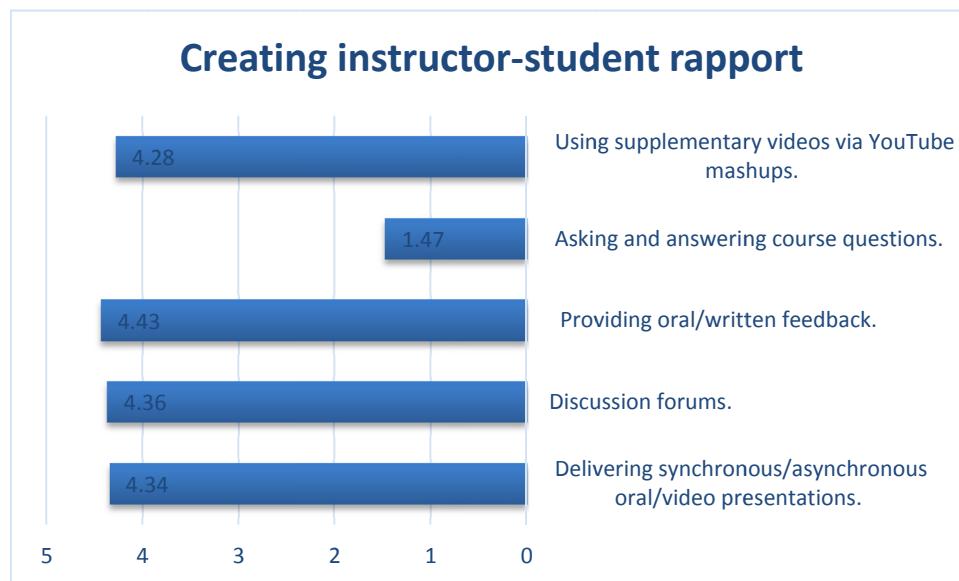 Creating instructor-student rapport
4.28
Using supplementary videos via YouTube
mashups.
1.47
Asking and answering course questions.
4.43
Providing oral/written feedback.
4.36
Discussion forums.
4.34
Delivering synchronous/asynchronous
oral/video presentations.
5 4 3 2 1 0